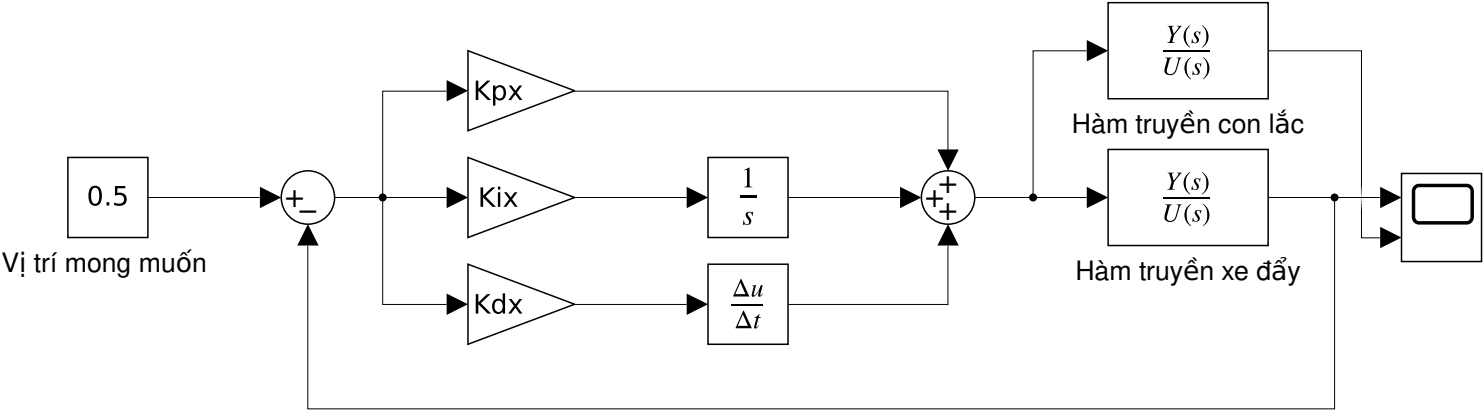 Y(s)
U(s)
Kpx
Hàm truyền con lắc
0.5
+
−
Kix
1
s
+
+
+
Y(s)
U(s)
Vị trí mong muốn
Hàm truyền xe đẩy
Kdx
Δu
Δt